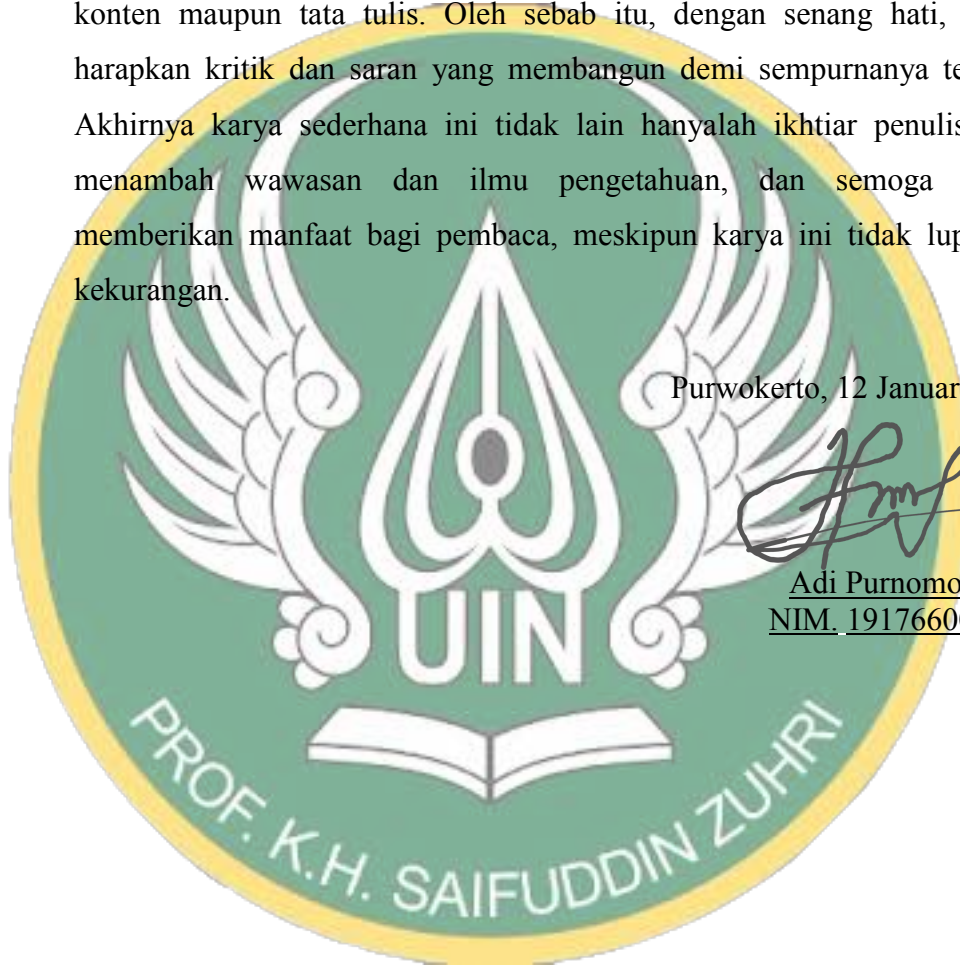 konten maupun tata tulis. Oleh sebab itu, dengan senang hati,
harapkan kritik dan saran yang membangun demi sempurnanya te
Akhirnya karya sederhana ini tidak lain hanyalah ikhtiar penulis
menambah wawasan dan ilmu pengetahuan, dan semoga
memberikan manfaat bagi pembaca, meskipun karya ini tidak lup
kekurangan.
Purwokerto, 12 Januar
Adi Purnomo
NIM. 1917660
UIN
PROF. K.H. SAIFUDDIN ZUHRI